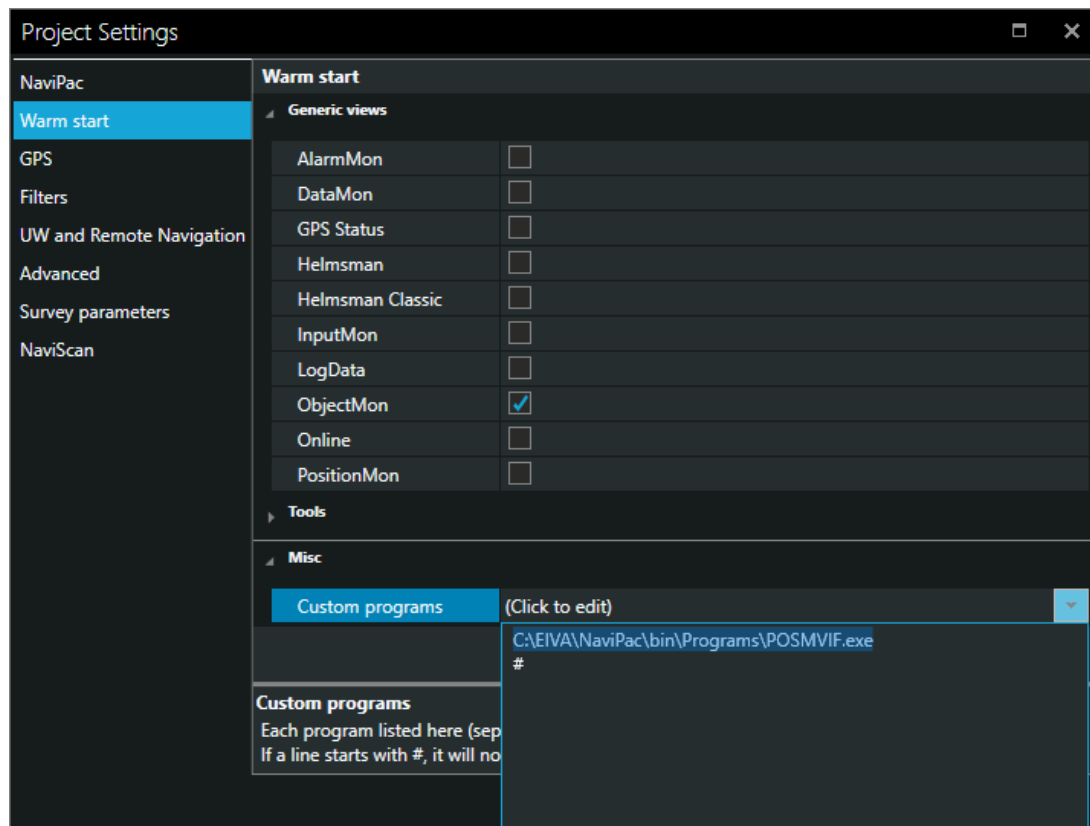 Project Settings
NaviPac
Warm start
GPS
Filters
UW and Remote Navigation
Advanced
Survey parameters
NaviScan
Warm start
Generic views
AlarmMon
DataMon
GPS Status
Helmsman
Helmsman Classic
InputMon
LogData
ObjectMon
Online
PositionMon
Tools
Misc
Custom programs (Click to edit)
C:\EIVA\NaviPac\bin\Programs\POSMVIF.exe
#
Custom programs
Each program listed here (sep
If a line starts with #, it will no